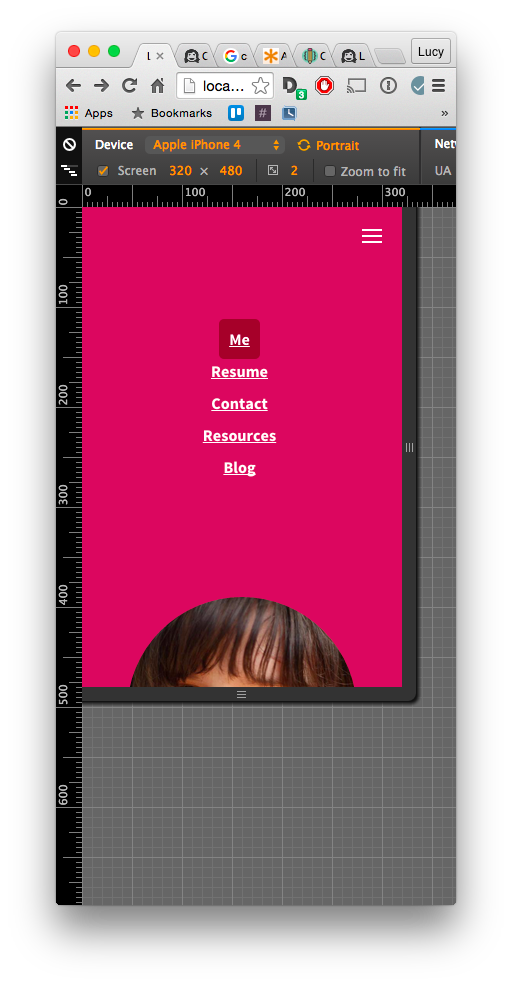 L C G c A C L Lucy
loca... 3
Apps Bookmarks # »
Device Apple iPhone 4 Portrait Netw
Screen 320 × 480 2 Zoom to fit UA
0 100 200 300
0
100
200
300
400
500
600
Me
Resume
Contact
Resources
Blog